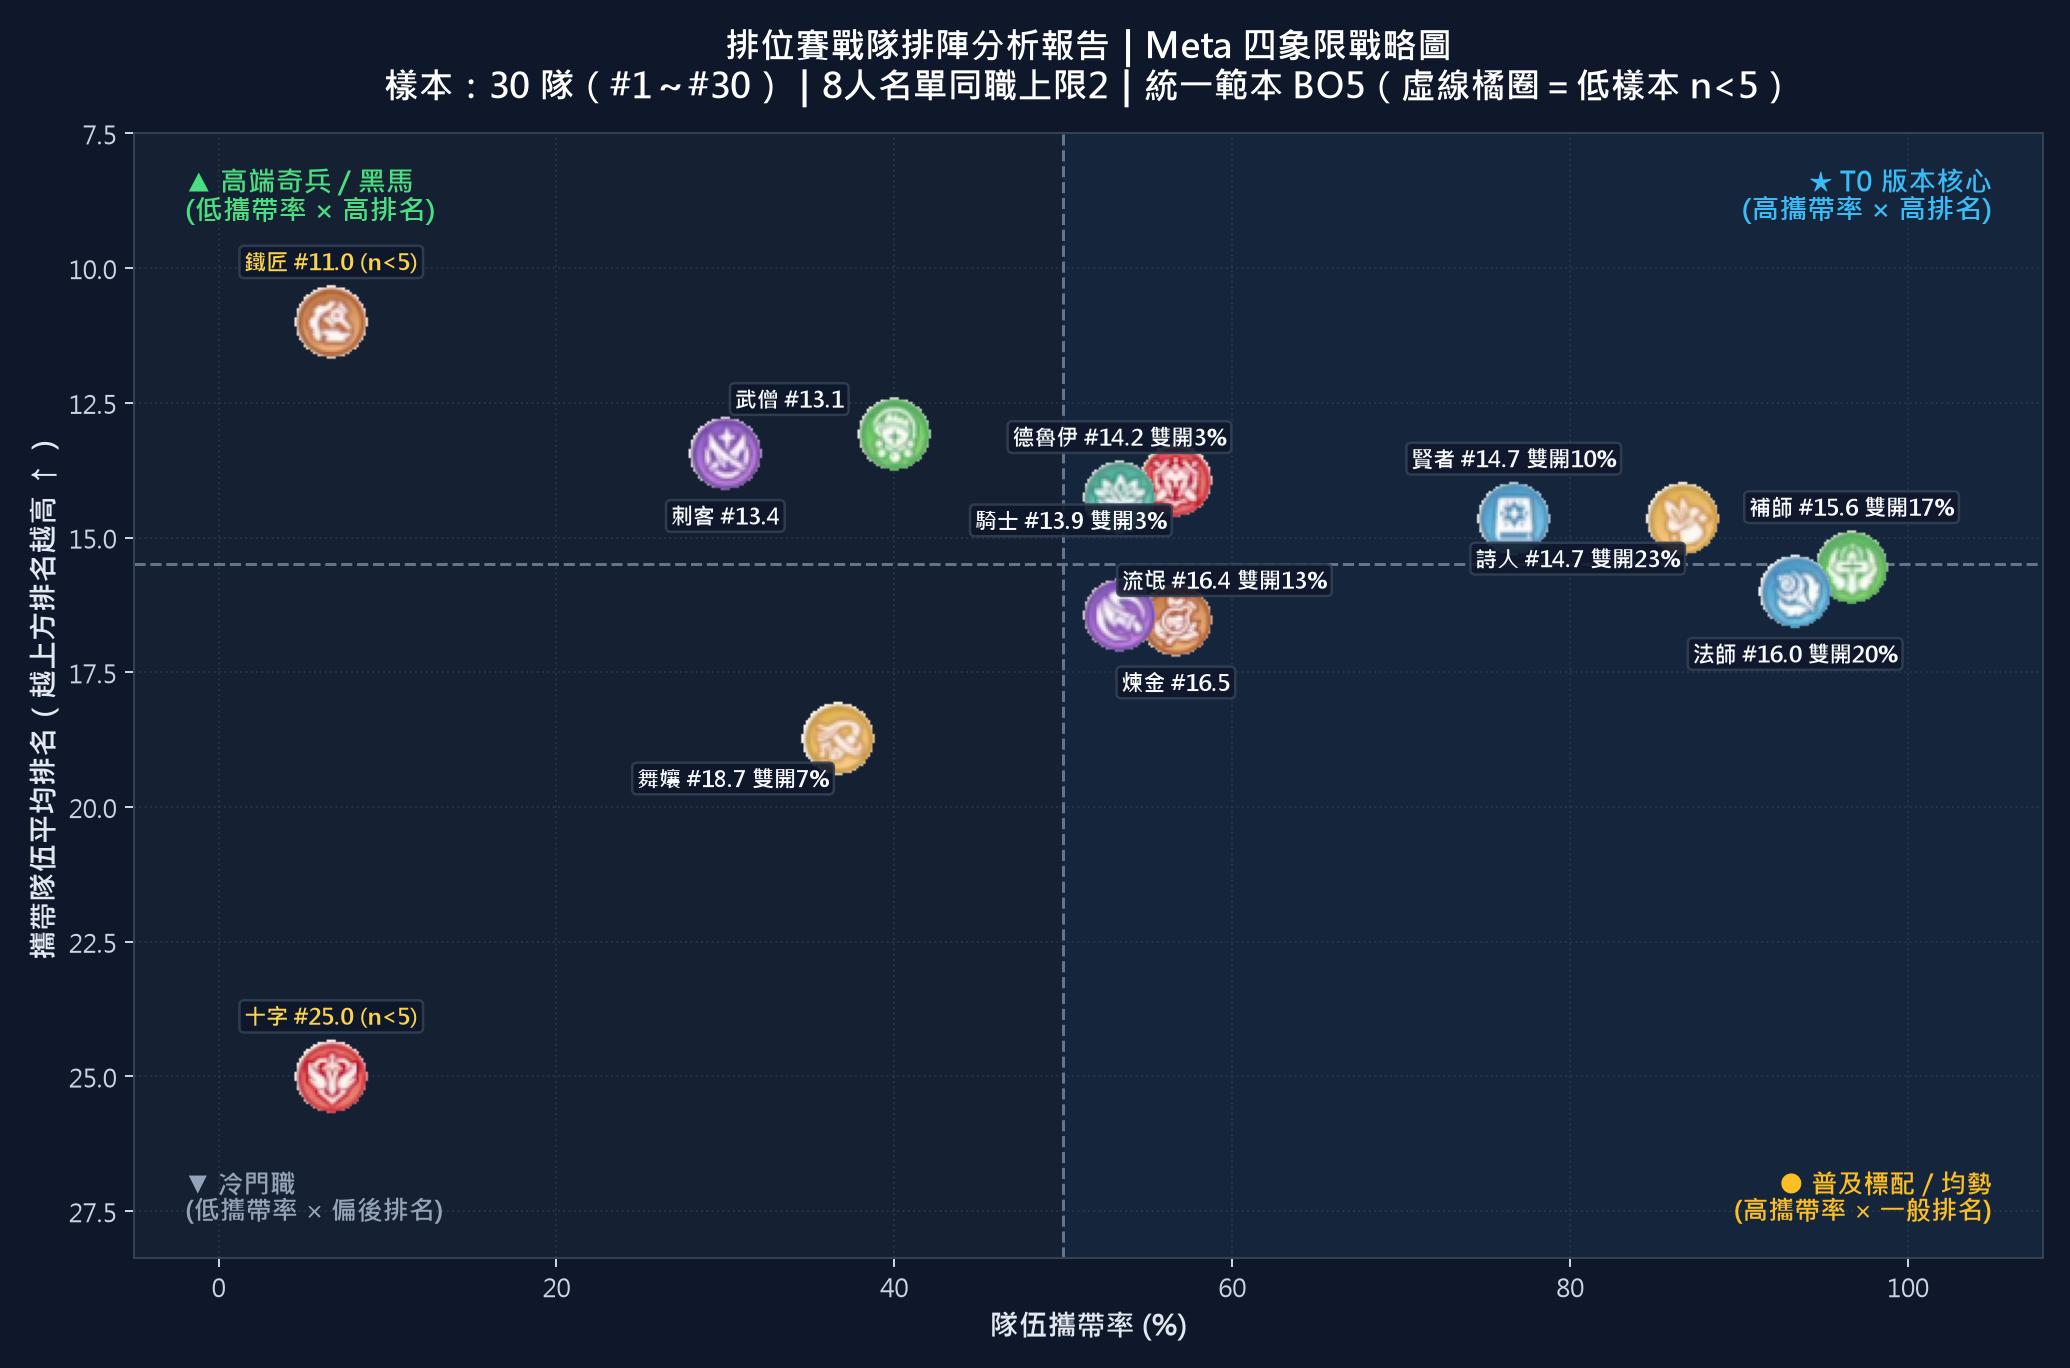 排位賽戰隊排陣分析報告 | Meta 四象限戰略圖
樣本：30 隊（#1～#30） | 8人名單同職上限2 | 統一範本 BO5（虛線橘圈＝低樣本 n<5）
▲ 高端奇兵 / 黑馬
(低攜帶率 × 高排名)
★ T0 版本核心
(高攜帶率 × 高排名)
鐵匠 #11.0 (n<5)
武僧 #13.1
刺客 #13.4
德魯伊 #14.2 雙開3%
騎士 #13.9 雙開3%
賢者 #14.7 雙開10%
補師 #15.6 雙開17%
詩人 #14.7 雙開23%
流氓 #16.4 雙開13%
法師 #16.0 雙開20%
煉金 #16.5
舞孃 #18.7 雙開7%
十字 #25.0 (n<5)
▼ 冷門職
(低攜帶率 × 偏後排名)
● 普及標配 / 均勢
(高攜帶率 × 一般排名)
攜帶隊伍平均排名（越上方排名越高 ↑）
7.5
10.0
12.5
15.0
17.5
20.0
22.5
25.0
27.5
0
20
40
60
80
100
隊伍攜帶率 (%)